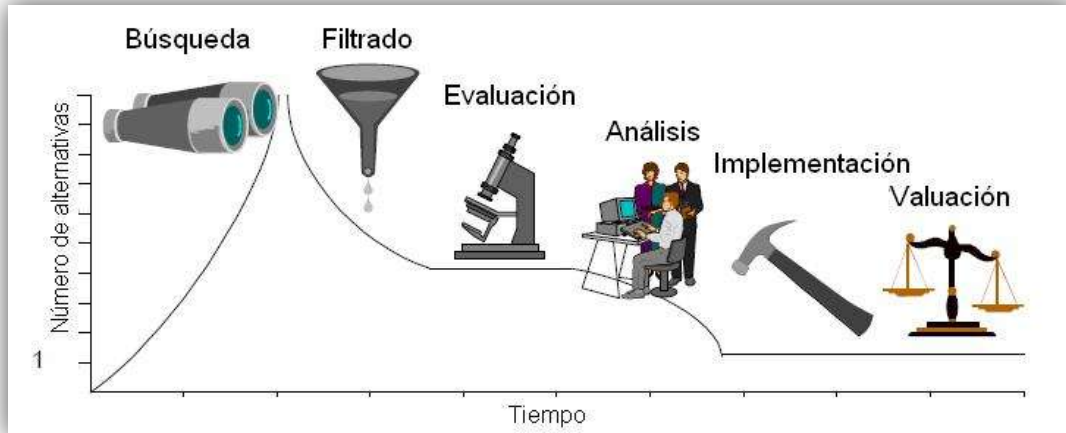 Búsqueda
Filtrado
Evaluación
Análisis
Implementación
Valuación
Número de alternativas
1
Tiempo